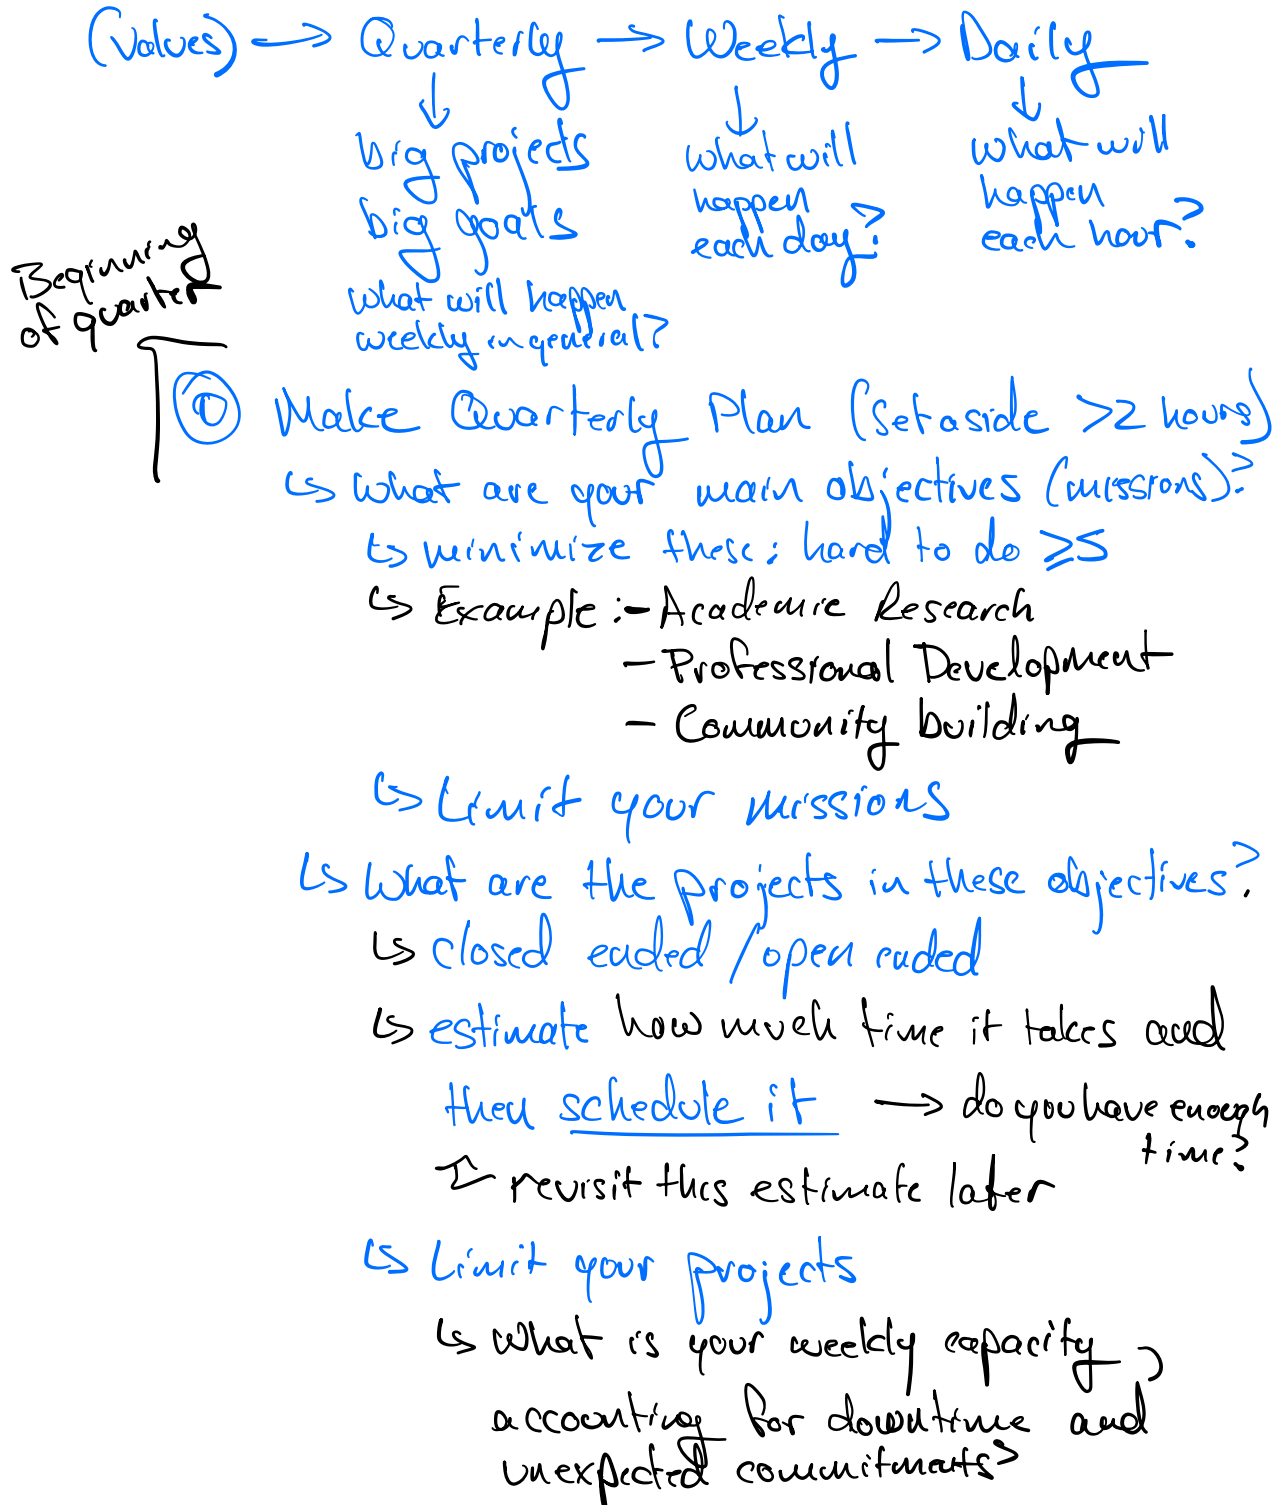 (Values) → Quarterly → Weekly → Daily
↓ ↓ ↓
big projects what will what will
big goals happen happen
each day? each hour?
what will happen
weekly in general?
Beginning
of quarter
① Make Quarterly Plan (Set aside >2 hours)
↳ What are your main objectives (missions)?
↳ minimize these; hard to do ≥5
↳ Example :- Academic Research
- Professional Development
- Community building
↳ Limit your missions
↳ What are the projects in these objectives?
↳ closed ended / open ended
↳ estimate how much time it takes and
then schedule it → do you have enough
time?
revisit this estimate later
↳ Limit your projects
↳ What is your weekly capacity,
accounting for downtime and
unexpected commitments?